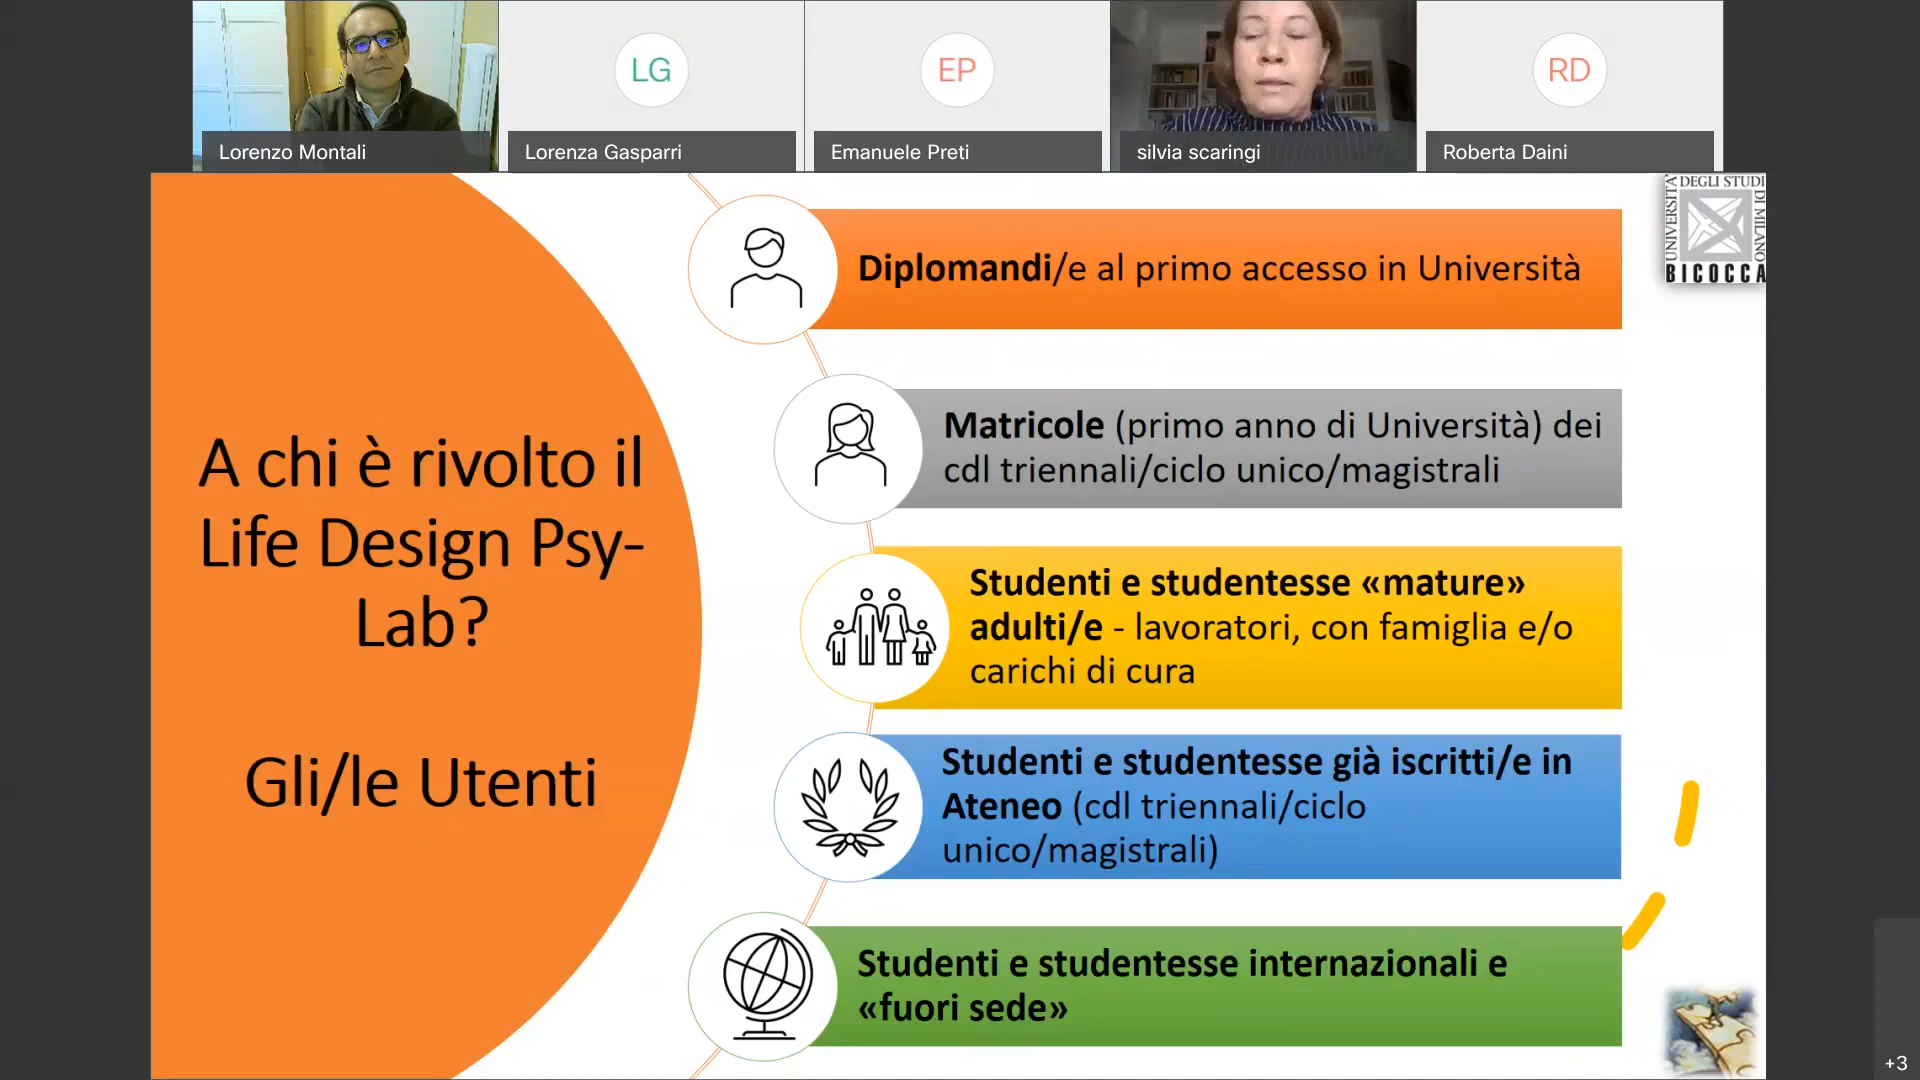 LG
EP
RD
Lorenzo Montali
Lorenza Gasparri
Emanuele Preti
silvia scaringi
Roberta Daini
A chi è rivolto il
Life Design Psy-
Lab?
Gli/le Utenti
Diplomandi/e al primo accesso in Università
Matricole (primo anno di Università) dei
cdl triennali/ciclo unico/magistrali
Studenti e studentesse «mature»
adulti/e - lavoratori, con famiglia e/o
carichi di cura
Studenti e studentesse già iscritti/e in
Ateneo (cdl triennali/ciclo
unico/magistrali)
Studenti e studentesse internazionali e
«fuori sede»
UNIVERSITA'
DEGLI STUDI
DI MILANO
BICOCCA
+3